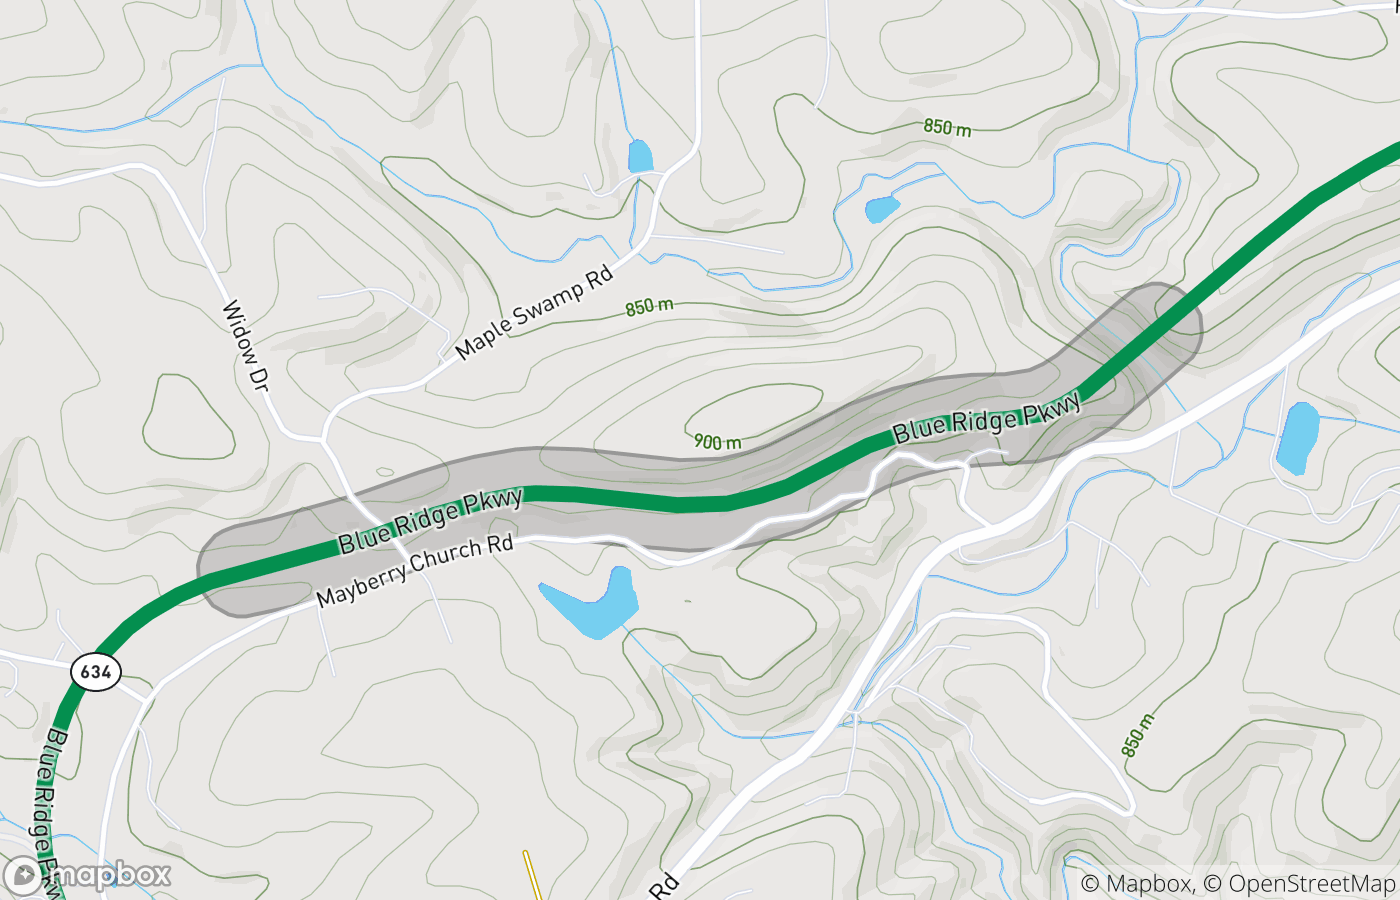 850 m
Widow Dr
Maple Swamp Rd
850 m
900 m
Blue Ridge Pkwy
Blue Ridge Pkwy
Mayberry Church Rd
634
Blue Ridge Pkwy
850 m
Rd
mapbox
© Mapbox, © OpenStreetMap